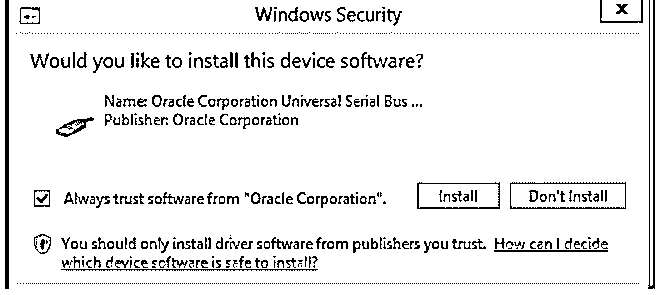 Windows Security
x
Would you like to install this device software?
Name: Oracle Corporation Universal Serial Bus ...
Publisher: Oracle Corporation
Always trust software from "Oracle Corporation".
Install
Don't Install
You should only install driver software from publishers you trust. How can I decide
which device software is safe to install?